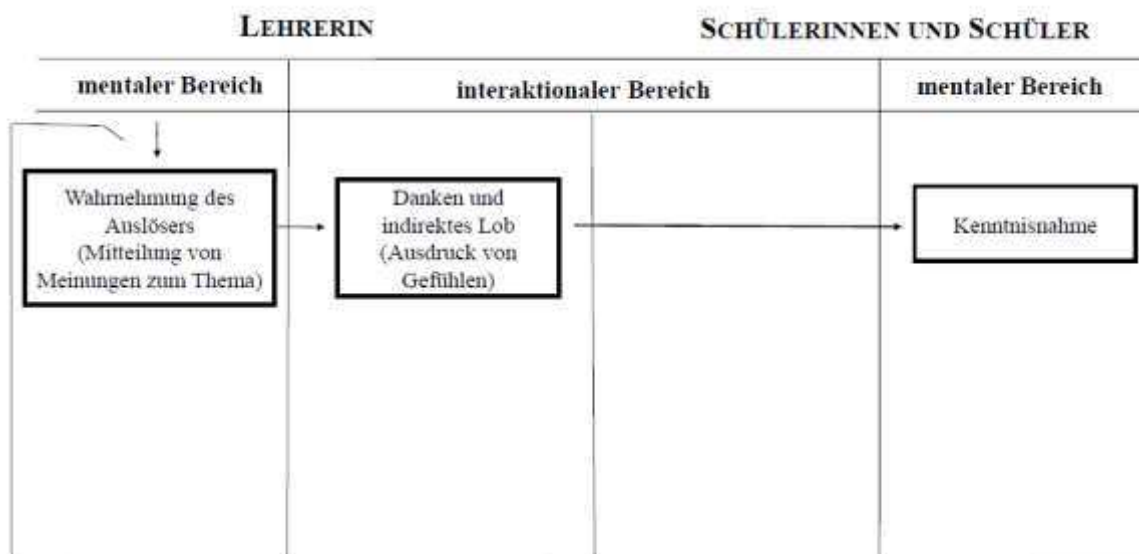 LEHRERIN
SCHÜLERINNEN UND SCHÜLER
mentaler Bereich
interaktionaler Bereich
mentaler Bereich
Wahrnehmung des
Auslösers
(Mitteilung von
Meinungen zum Thema)
Danken und
indirektes Lob
(Ausdruck von
Gefühlen)
Kenntnisnahme